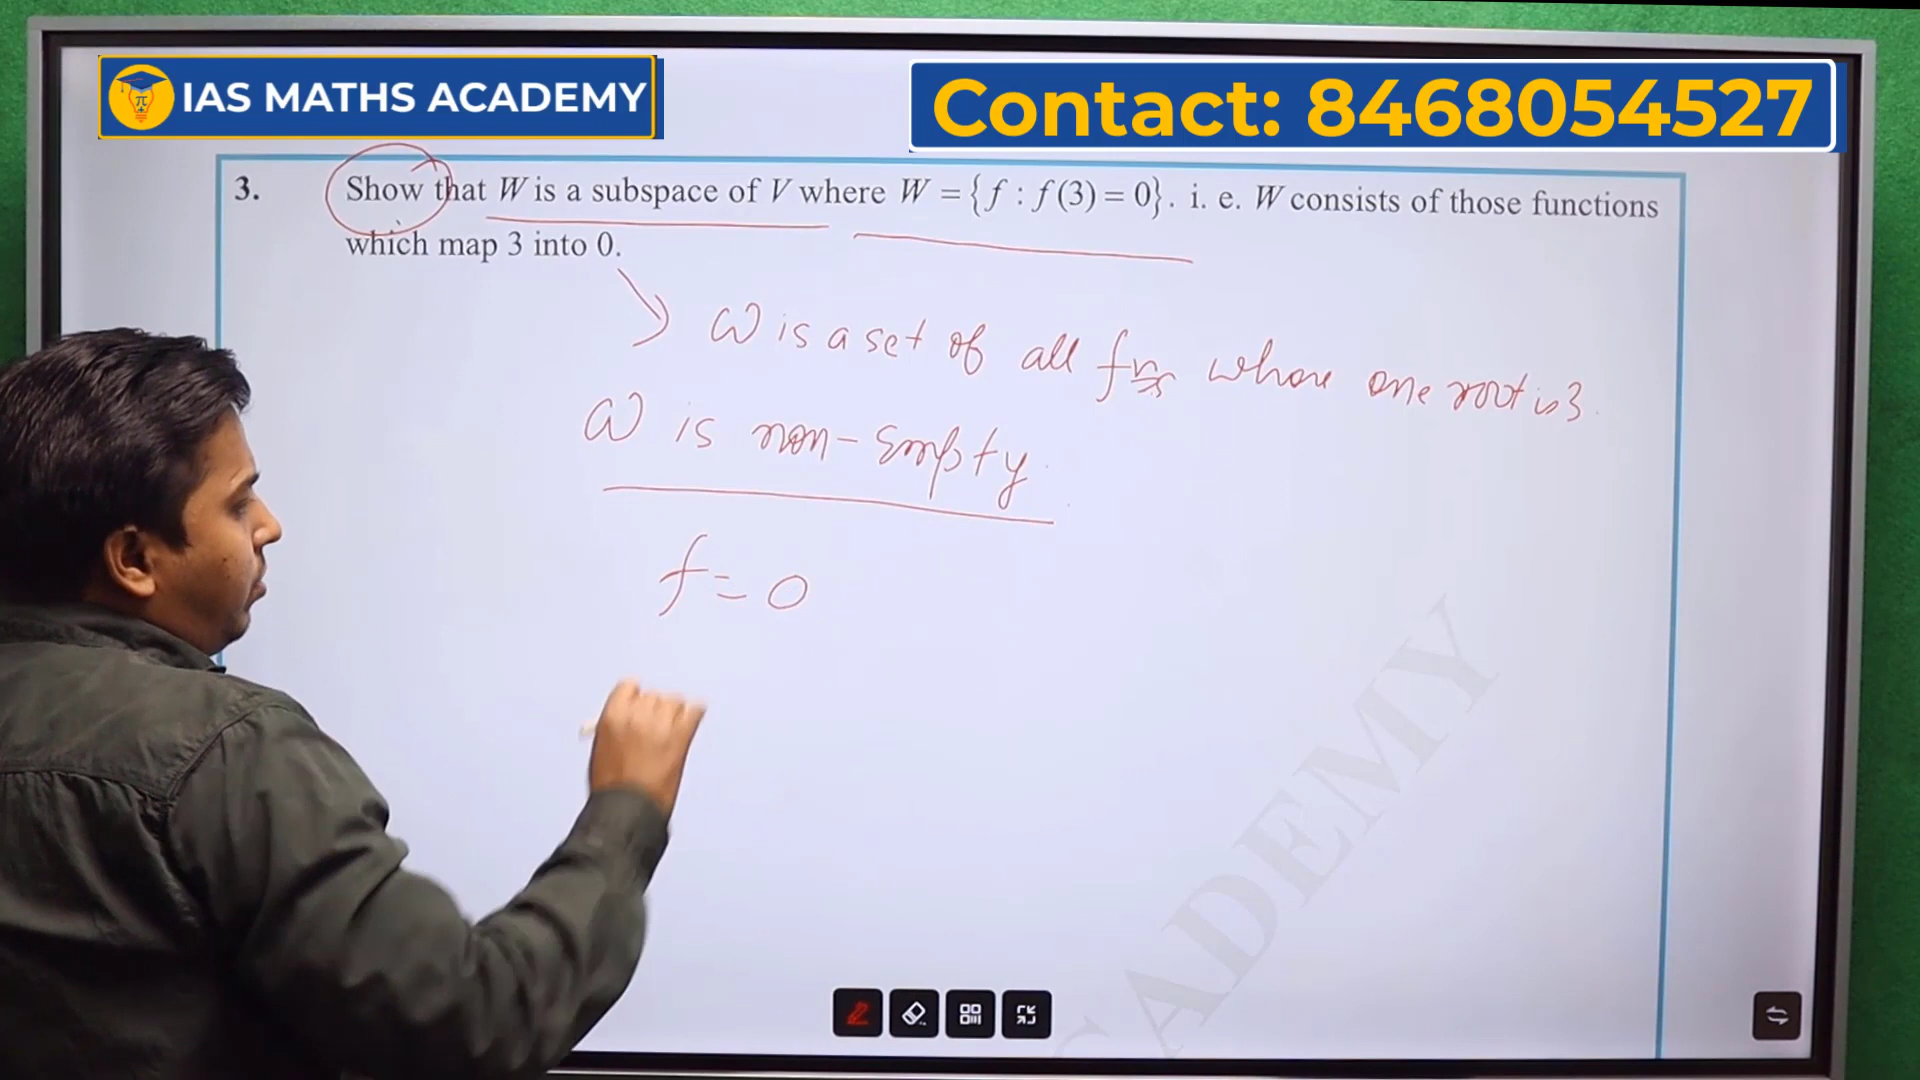 IAS MATHS ACADEMY
Contact: 8468054527
3. Show that W is a subspace of V where W = {f : f(3) = 0}. i. e. W consists of those functions
which map 3 into 0.
W is a set of all fns whose one root is 3.
W is non-Empty.
f = 0
CADEMY